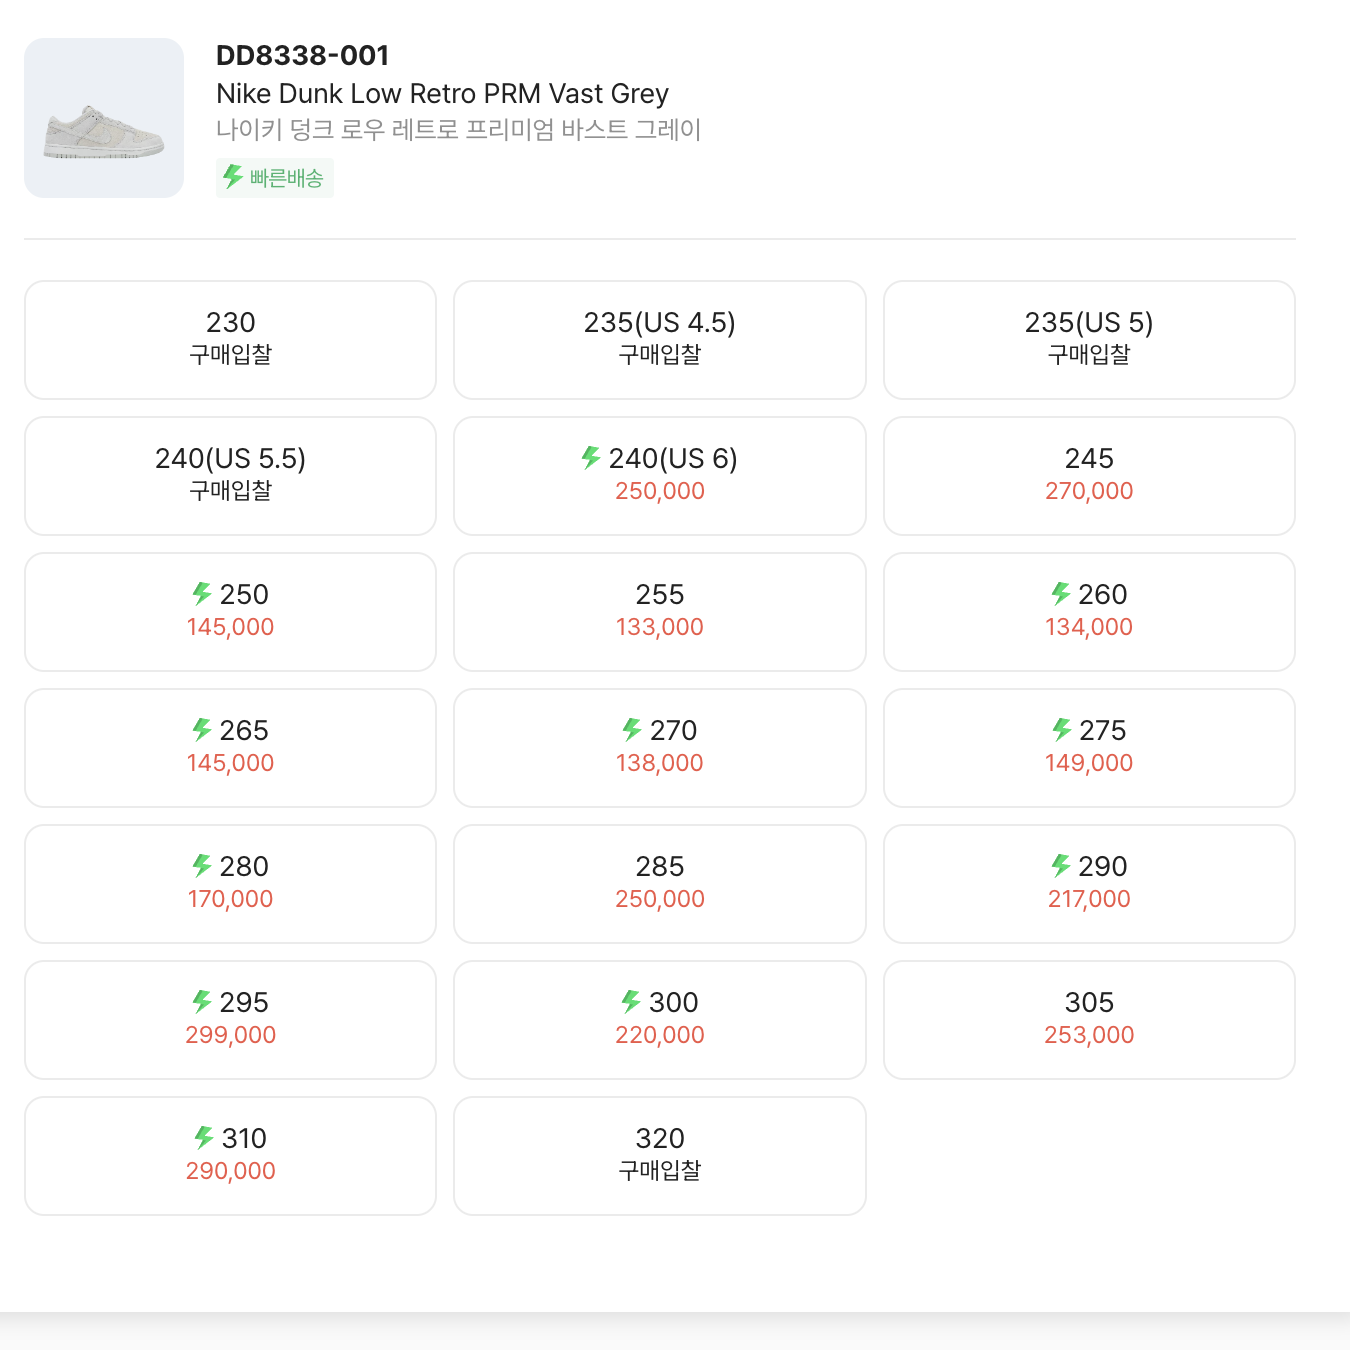 DD8338-001
Nike Dunk Low Retro PRM Vast Grey
나이키 덩크 로우 레트로 프리미엄 바스트 그레이
빠른배송
230
구매입찰
235(US 4.5)
구매입찰
235(US 5)
구매입찰
240(US 5.5)
구매입찰
240(US 6)
250,000
245
270,000
250
145,000
255
133,000
260
134,000
265
145,000
270
138,000
275
149,000
280
170,000
285
250,000
290
217,000
295
299,000
300
220,000
305
253,000
310
290,000
320
구매입찰